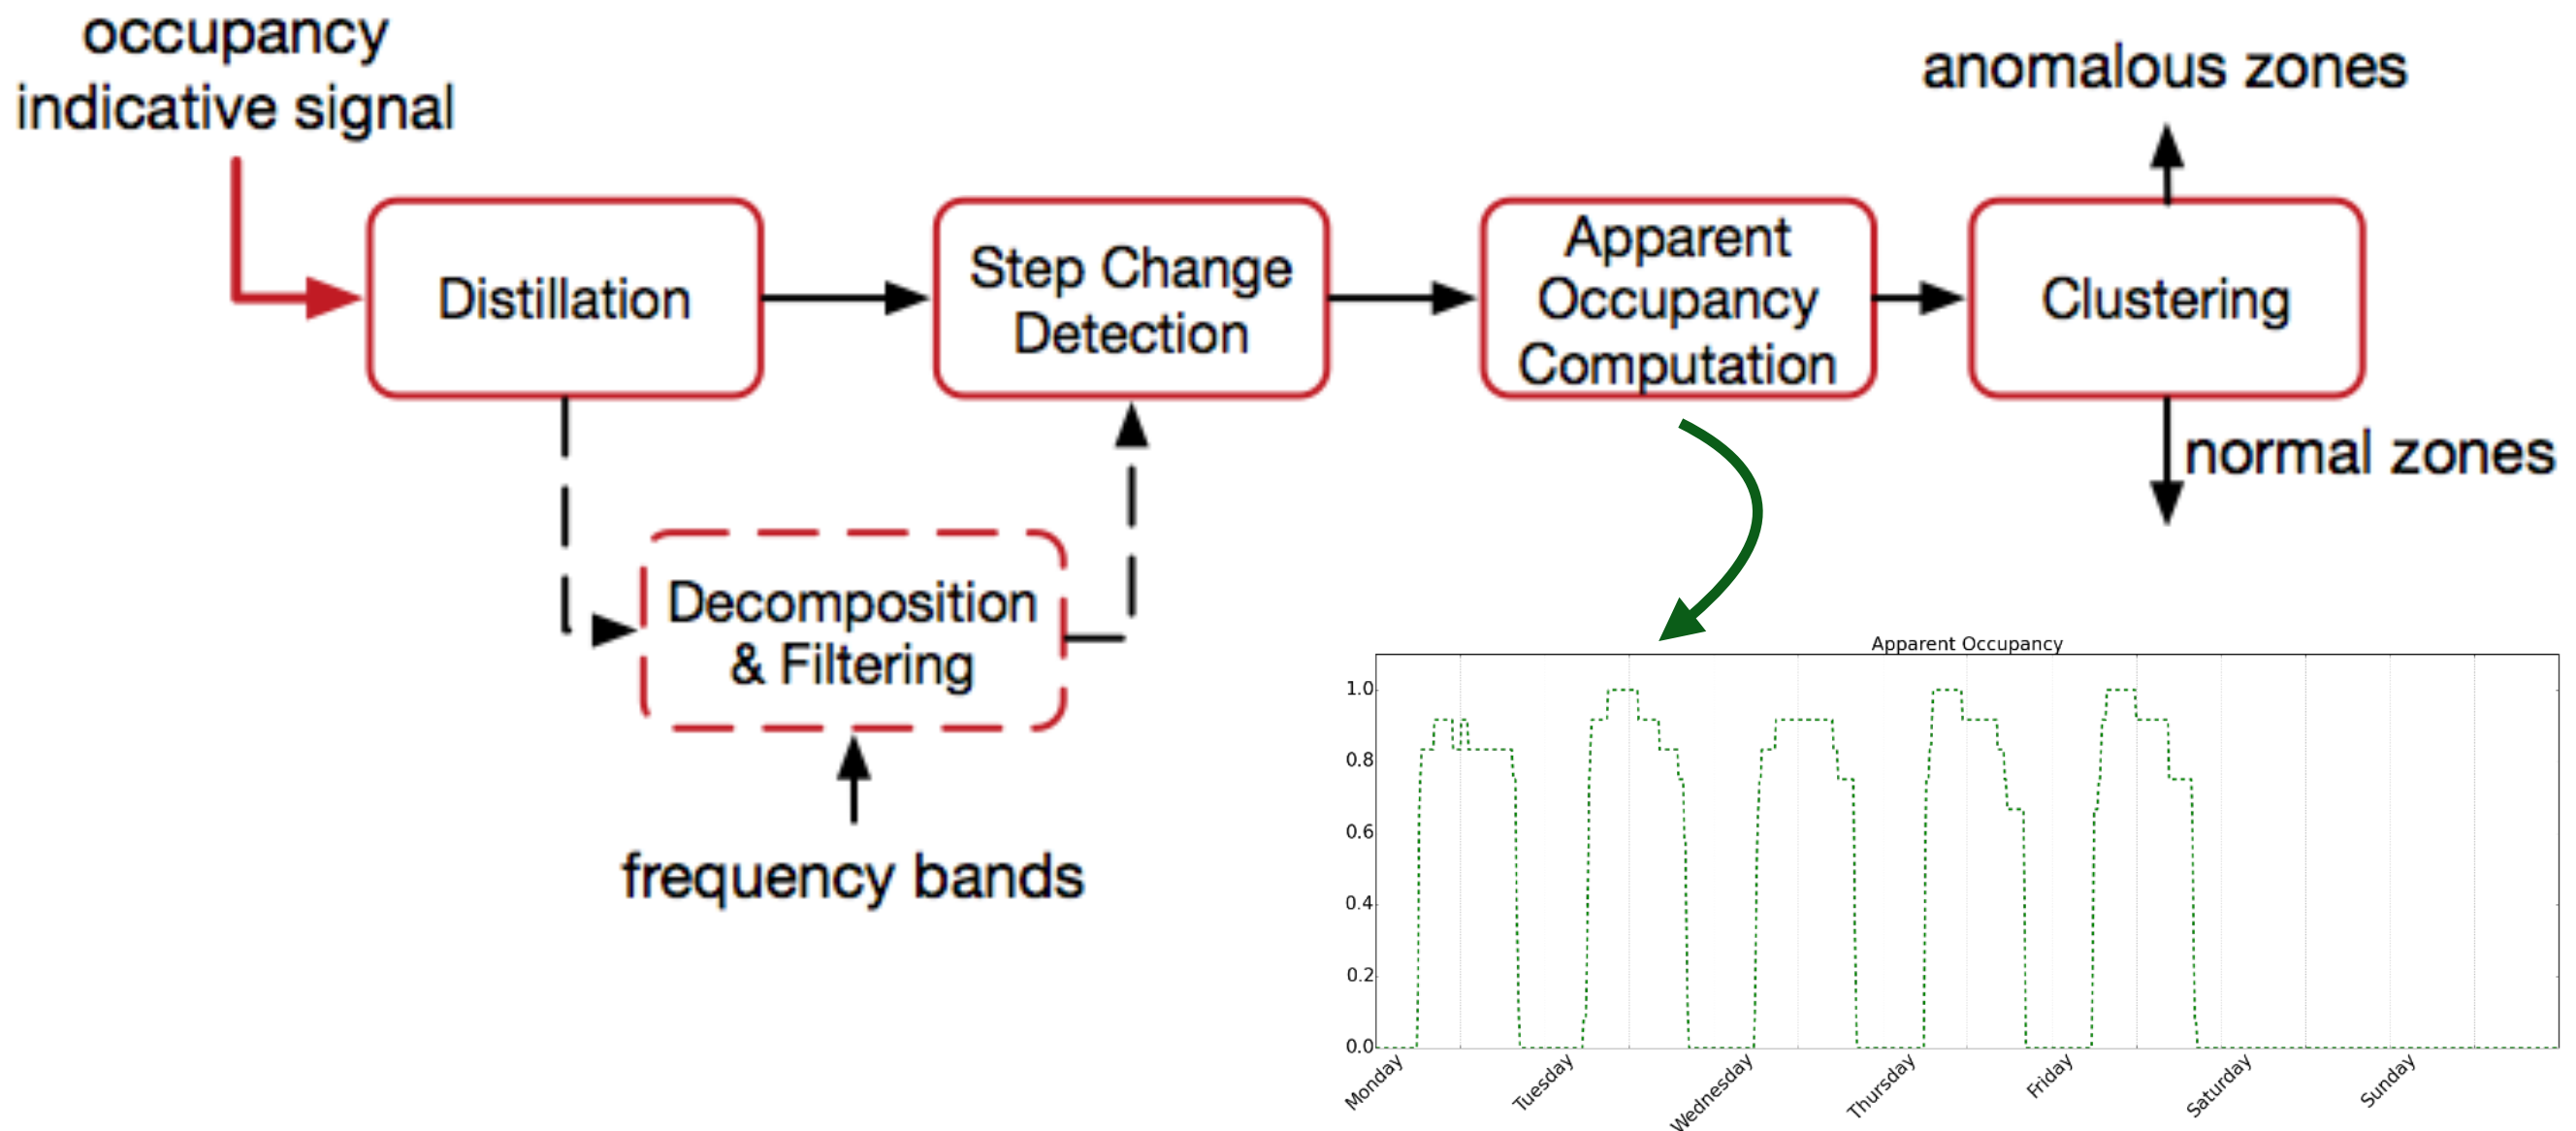 occupancy
indicative signal
anomalous zones
Distillation
Step Change
Detection
Apparent
Occupancy
Computation
Clustering
normal zones
Decomposition
& Filtering
frequency bands
Apparent Occupancy
1.0
0.8
0.6
0.4
0.2
0.0
Monday
Tuesday
Wednesday
Thursday
Friday
Saturday
Sunday